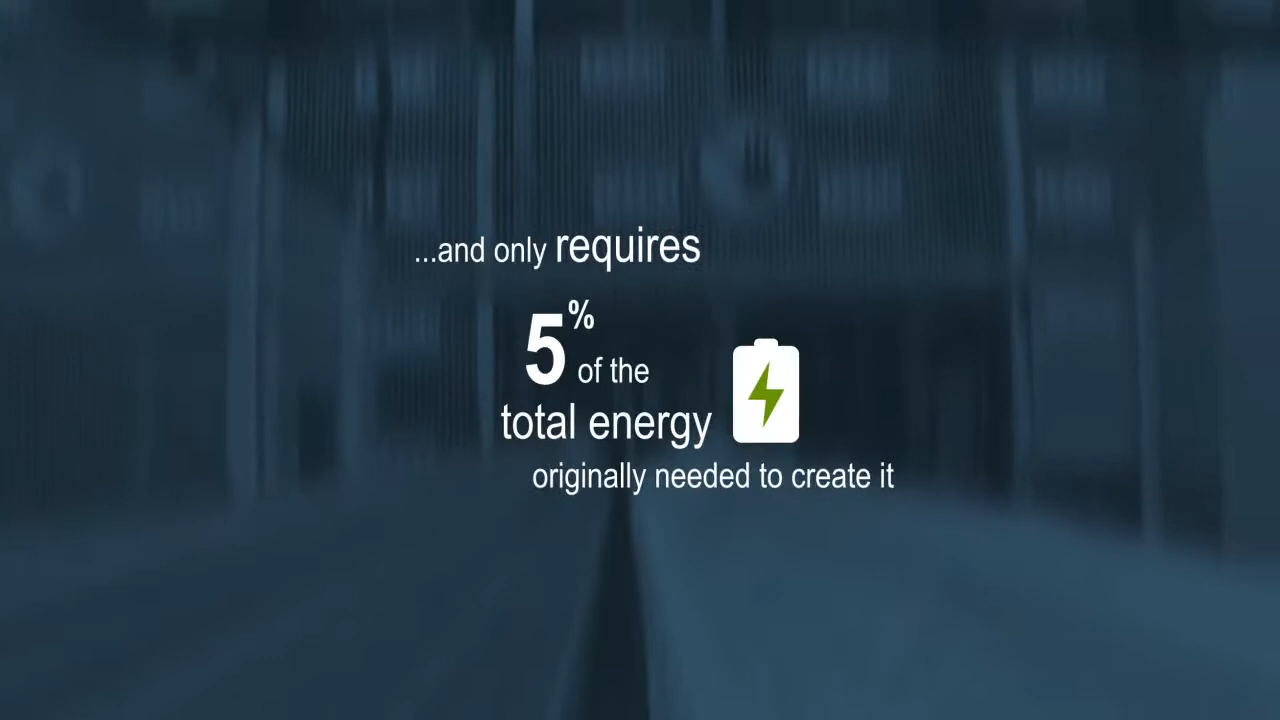 ...and only requires
5%
of the
total energy
originally needed to create it